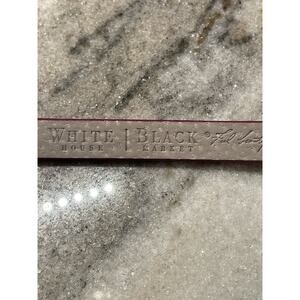 WHITE | BLACK ®
HOUSE | MARKET